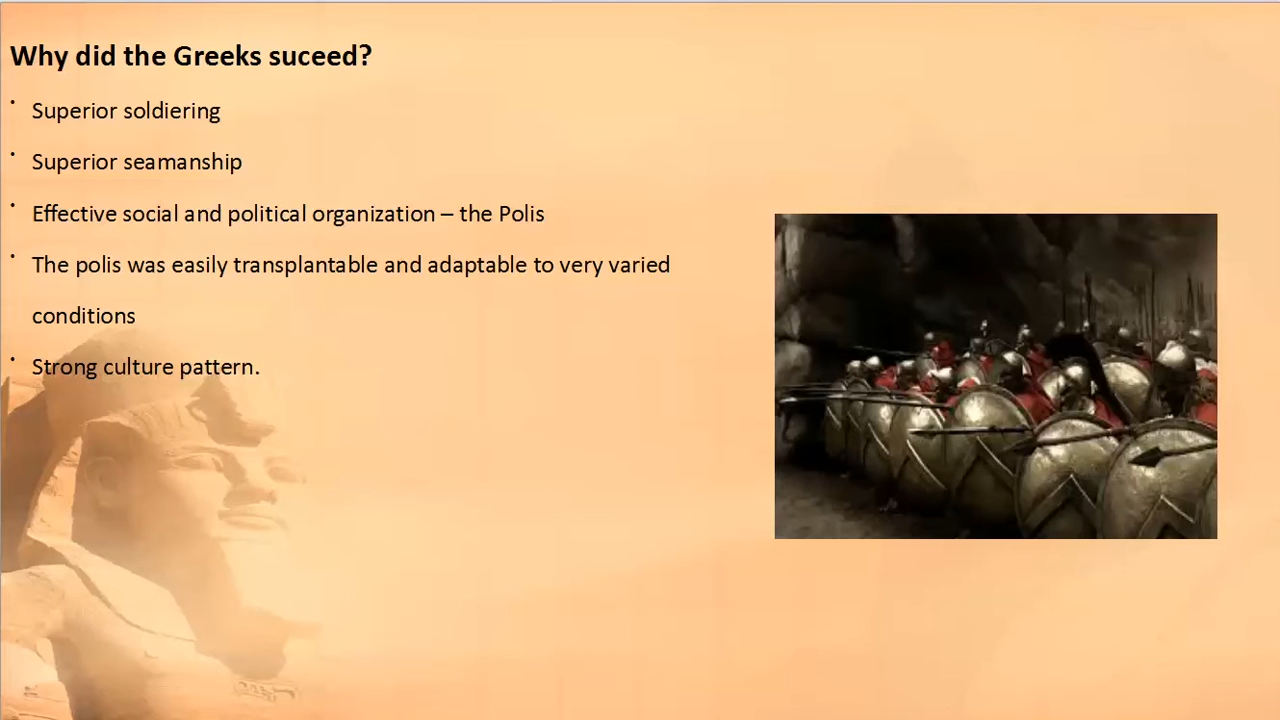 Why did the Greeks suceed?
• Superior soldiering
• Superior seamanship
• Effective social and political organization – the Polis
• The polis was easily transplantable and adaptable to very varied
conditions
• Strong culture pattern.